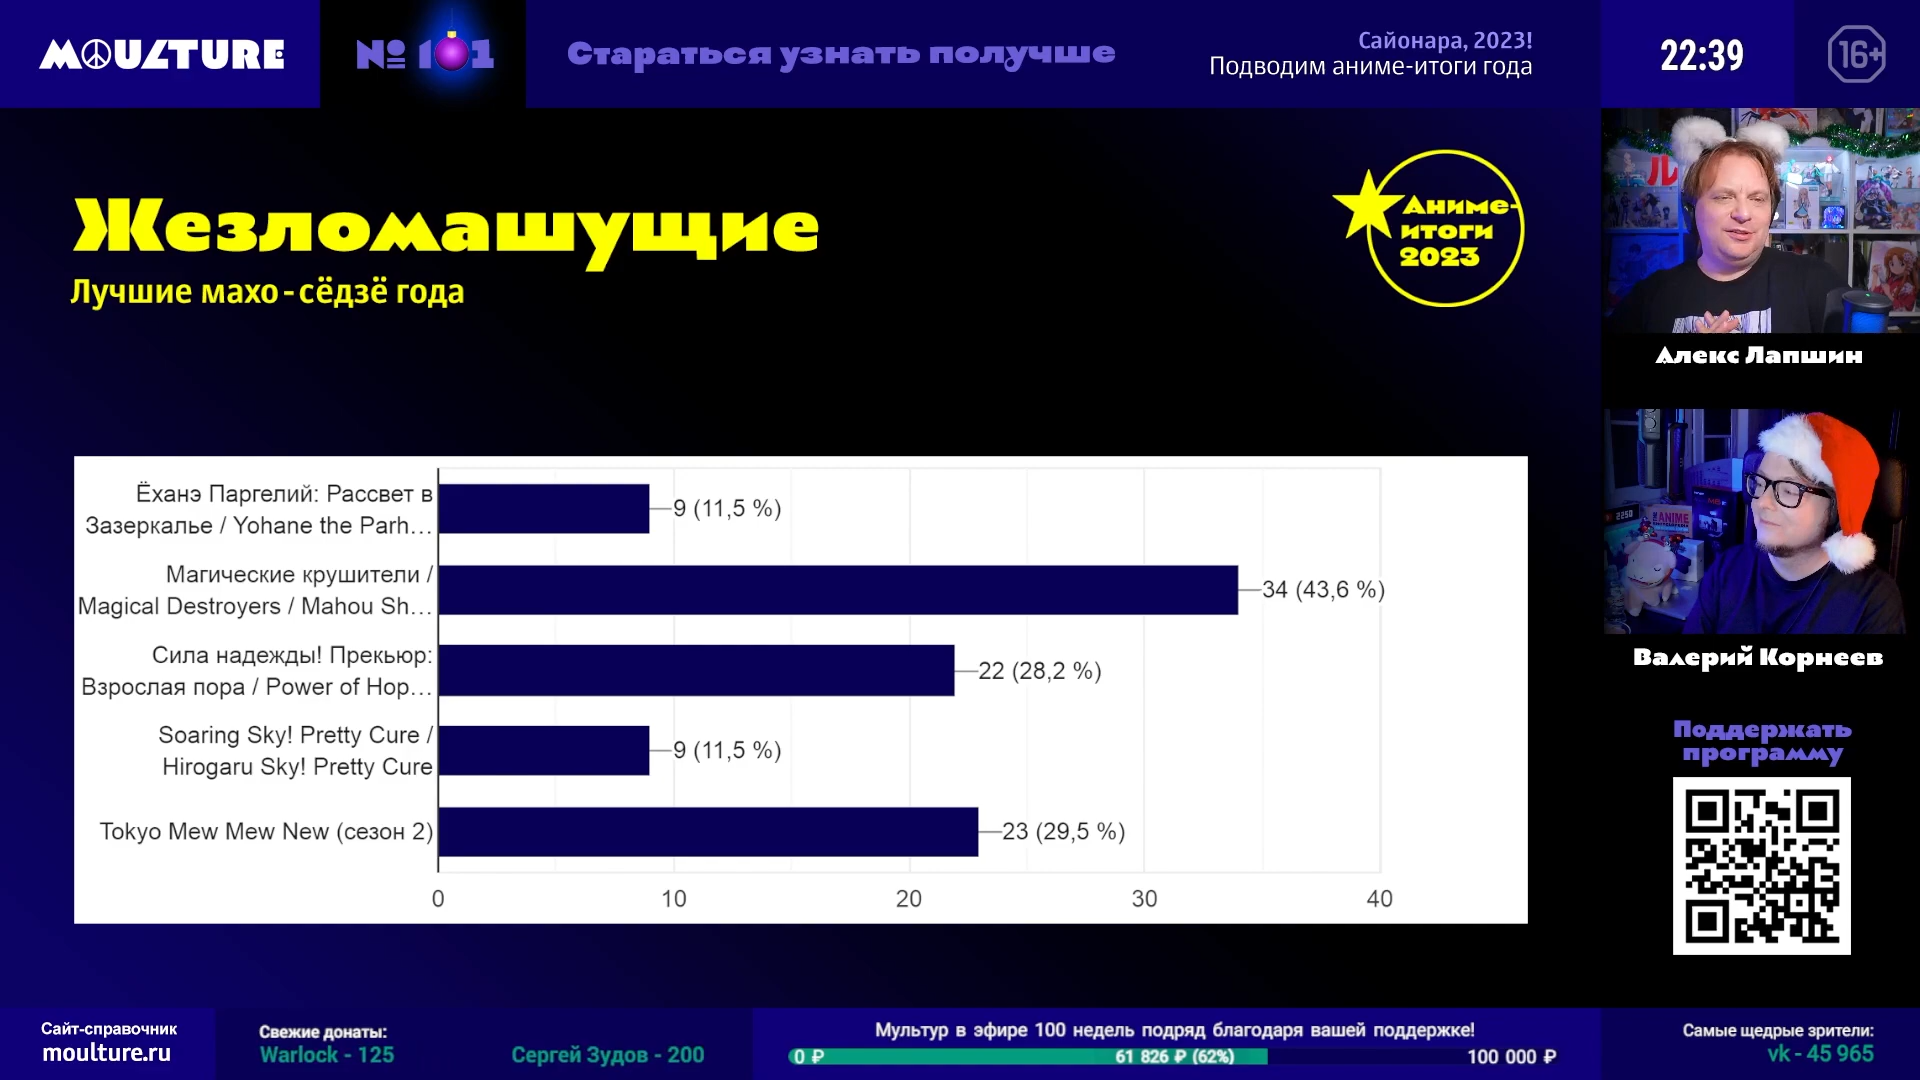 MOULTURE
№ 101
Стараться узнать получше
Сайонара, 2023!
Подводим аниме-итоги года
22:39
16+
Жезломашущие
Лучшие махо-сёдзё года
Аниме-
итоги
2023
Ёханэ Паргелий: Рассвет в
Зазеркалье / Yohane the Parh…
9 (11,5 %)
Магические крушители /
Magical Destroyers / Mahou Sh…
34 (43,6 %)
Сила надежды! Прекьюр:
Взрослая пора / Power of Hop…
22 (28,2 %)
Soaring Sky! Pretty Cure /
Hirogaru Sky! Pretty Cure
9 (11,5 %)
Tokyo Mew Mew New (сезон 2)
23 (29,5 %)
0 10 20 30 40
Алекс Лапшин
Валерий Корнеев
Поддержать
программу
Сайт-справочник
moulture.ru
Свежие донаты:
Warlock - 125
Сергей Зудов - 200
Мультур в эфире 100 недель подряд благодаря вашей поддержке!
0 ₽ 61 826 ₽ (62%) 100 000 ₽
Самые щедрые зрители:
vk - 45 965